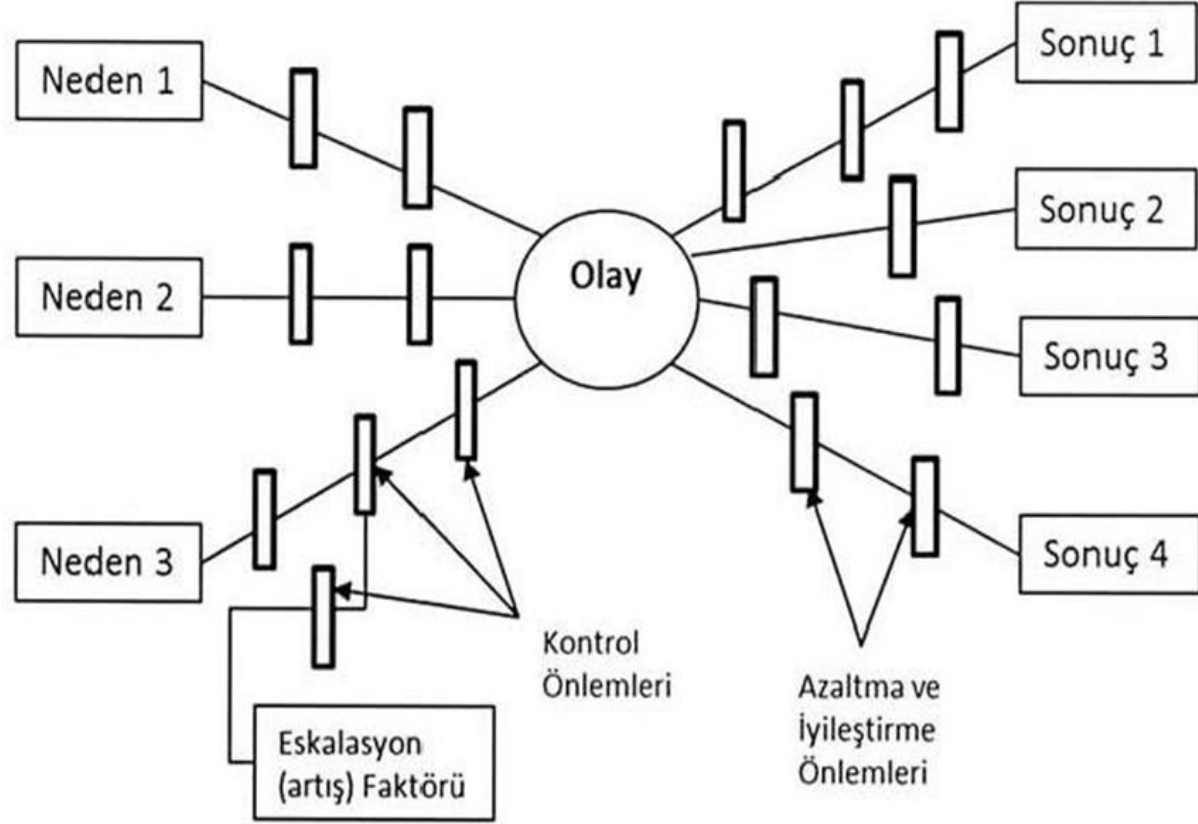 Neden 1
Neden 2
Neden 3
Olay
Sonuç 1
Sonuç 2
Sonuç 3
Sonuç 4
Kontrol
Önlemleri
Azaltma ve
İyileştirme
Önlemleri
Eskalasyon
(artış) Faktörü